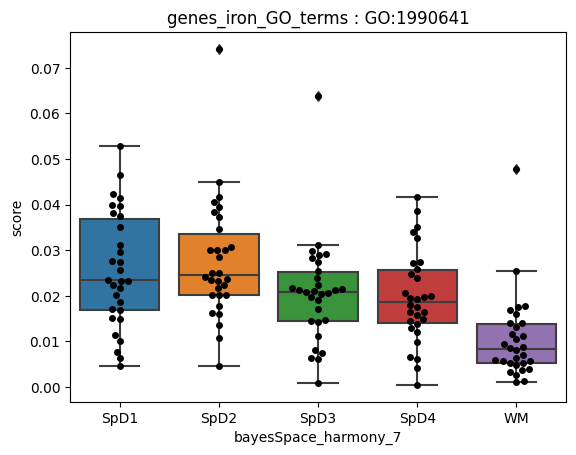 genes_iron_GO_terms : GO:1990641
0.07
0.06
0.05
0.04
0.03
0.02
0.01
0.00
score
SpD1 SpD2 SpD3 SpD4 WM
bayesSpace_harmony_7